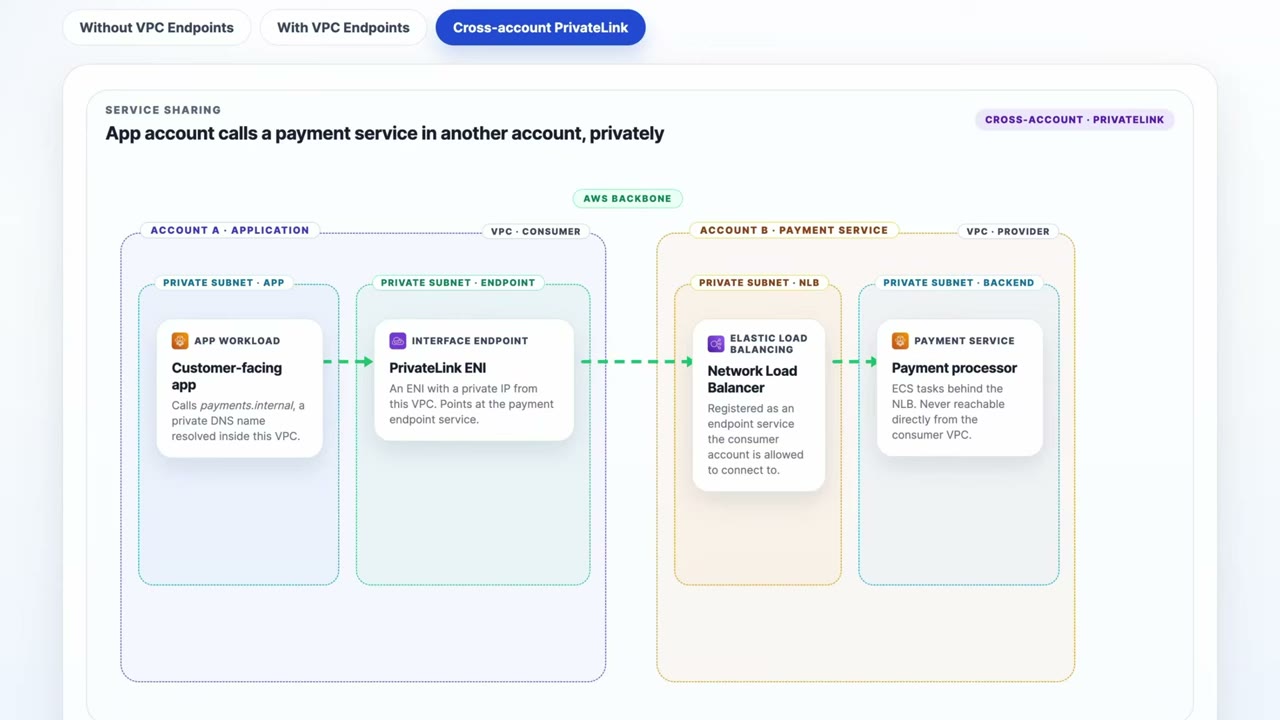 Without VPC Endpoints
With VPC Endpoints
Cross-account PrivateLink
SERVICE SHARING
App account calls a payment service in another account, privately
CROSS-ACCOUNT · PRIVATELINK
AWS BACKBONE
ACCOUNT A · APPLICATION
VPC · CONSUMER
PRIVATE SUBNET · APP
APP WORKLOAD
Customer-facing
app
Calls payments.internal, a
private DNS name
resolved inside this VPC.
PRIVATE SUBNET · ENDPOINT
INTERFACE ENDPOINT
PrivateLink ENI
An ENI with a private IP from
this VPC. Points at the payment
endpoint service.
ACCOUNT B · PAYMENT SERVICE
VPC · PROVIDER
PRIVATE SUBNET · NLB
ELASTIC LOAD
BALANCING
Network Load
Balancer
Registered as an
endpoint service
the consumer
account is allowed
to connect to.
PRIVATE SUBNET · BACKEND
PAYMENT SERVICE
Payment processor
ECS tasks behind the
NLB. Never reachable
directly from the
consumer VPC.